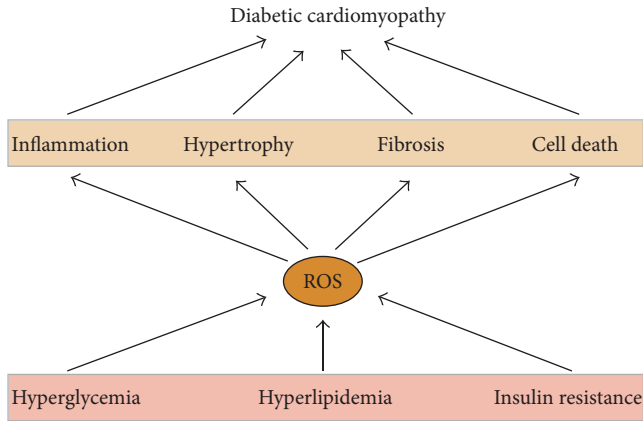 Diabetic cardiomyopathy
Inflammation Hypertrophy Fibrosis Cell death
ROS
Hyperglycemia Hyperlipidemia Insulin resistance